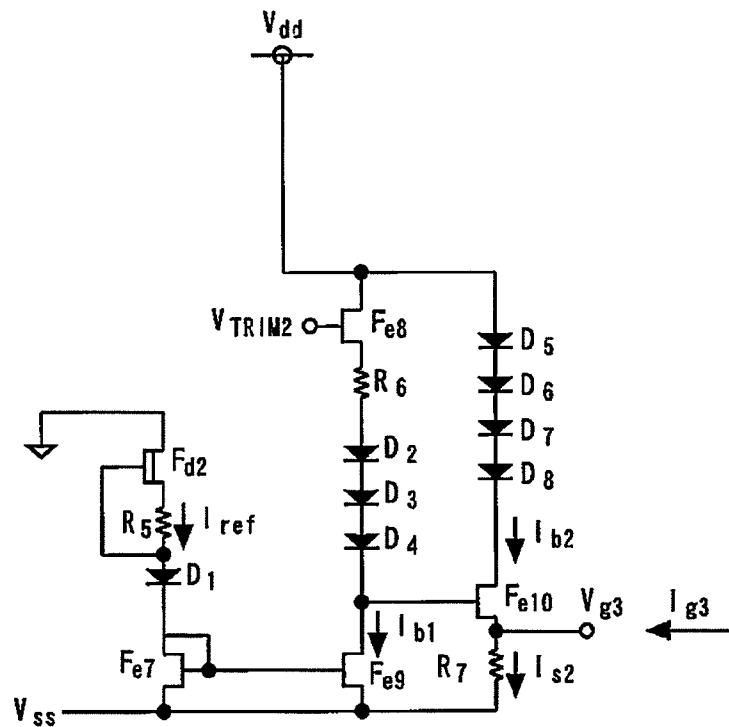 Vdd
VTRIM2
Fe8
D5
R6
D6
D7
D2
D8
Fd2
D3
R5
Iref
D4
Ib2
D1
Fe10
Vg3
Ig3
Ib1
Fe7
Fe9
R7
Is2
Vss